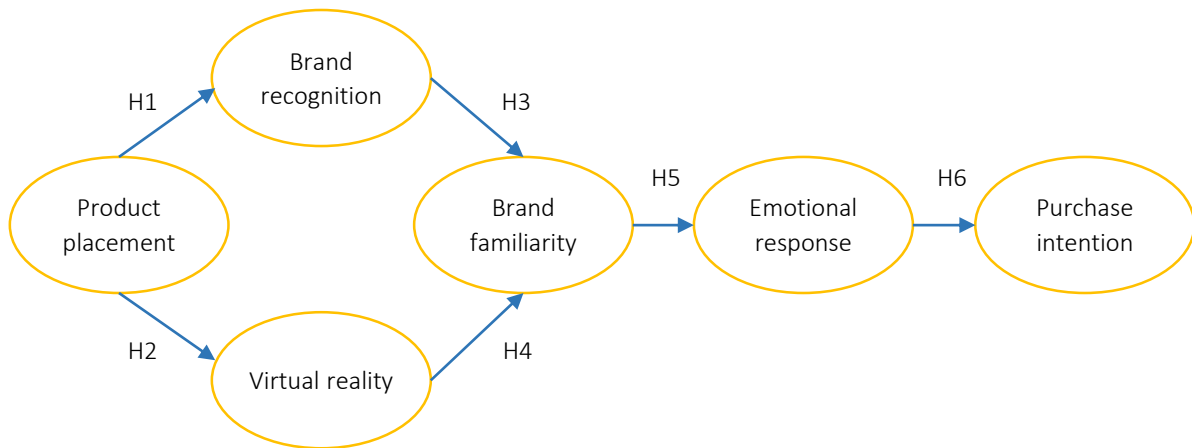 Brand
recognition
H1
H3
Product
placement
Brand
familiarity
H5
Emotional
response
H6
Purchase
intention
H2
H4
Virtual reality